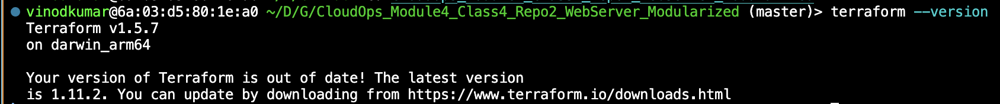 vinodkumar@6a:03:d5:80:1e:a0 ~/D/G/CloudOps_Module4_Class4_Repo2_WebServer_Modularized (master)> terraform --version
Terraform v1.5.7
on darwin_arm64
Your version of Terraform is out of date! The latest version
is 1.11.2. You can update by downloading from https://www.terraform.io/downloads.html